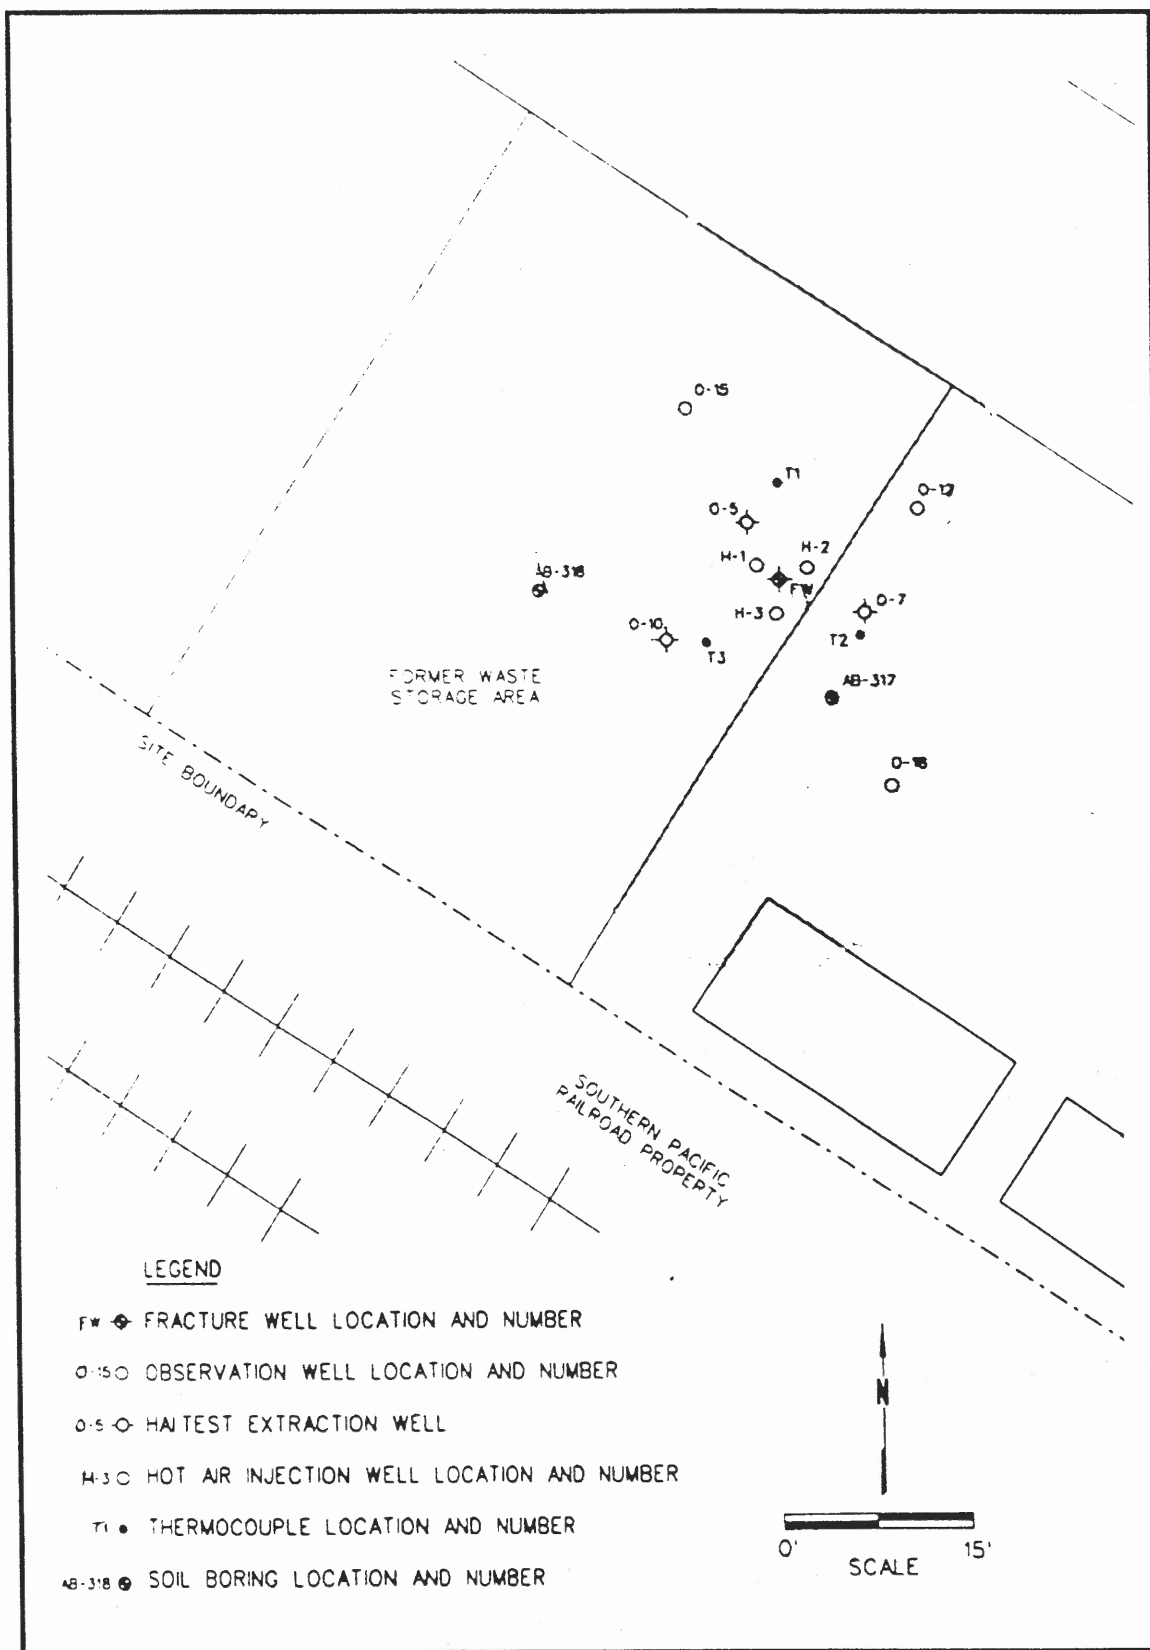 O-15
T1
O-5
O-12
H-1
H-2
AB-318
FW
H-3
O-7
O-10
T2
T3
AB-317
FORMER WASTE
STORAGE AREA
SITE BOUNDARY
O-18
SOUTHERN PACIFIC
RAILROAD PROPERTY
LEGEND
FW FRACTURE WELL LOCATION AND NUMBER
O-15 OBSERVATION WELL LOCATION AND NUMBER
O-5 HAI TEST EXTRACTION WELL
H-3 HOT AIR INJECTION WELL LOCATION AND NUMBER
T1 THERMOCOUPLE LOCATION AND NUMBER
AB-318 SOIL BORING LOCATION AND NUMBER
N
0' 15'
SCALE